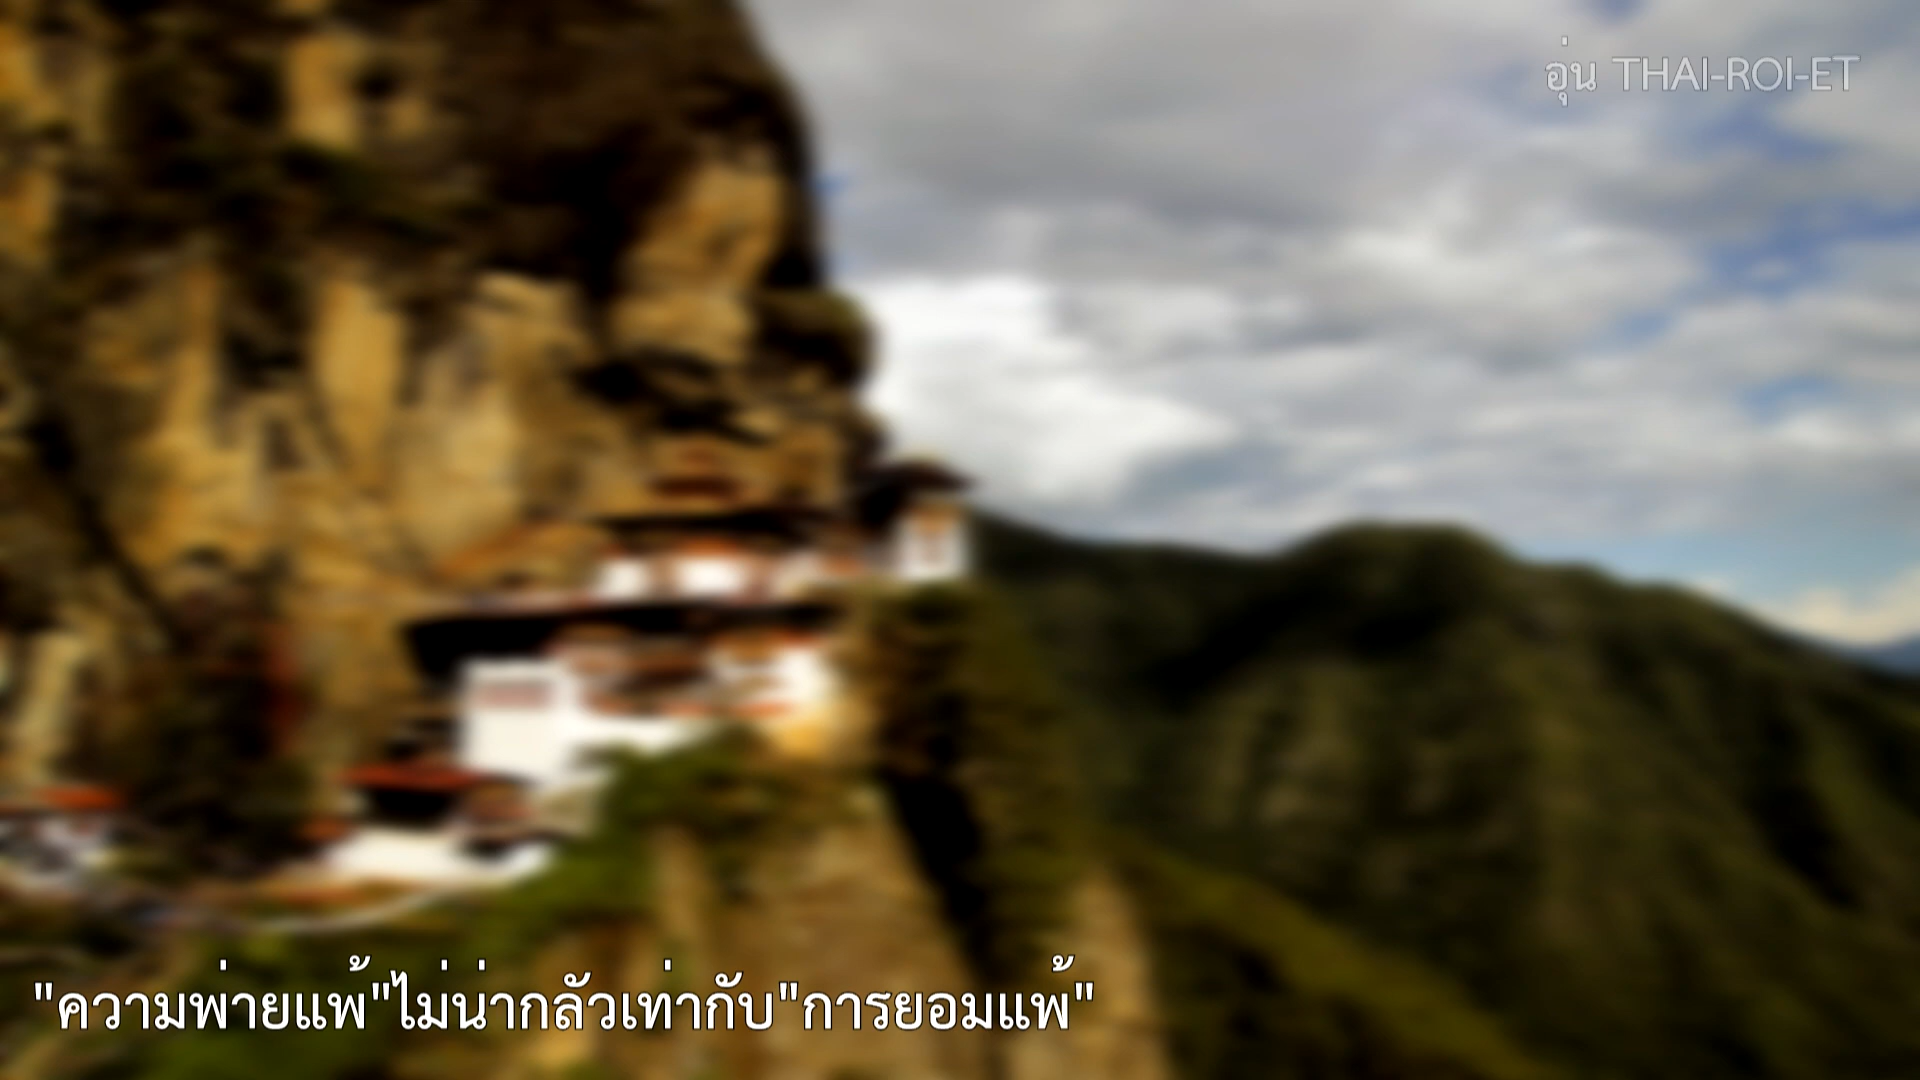 อุ่น THAI-ROI-ET
"ความพ่ายแพ้"ไม่น่ากลัวเท่ากับ"การยอมแพ้"